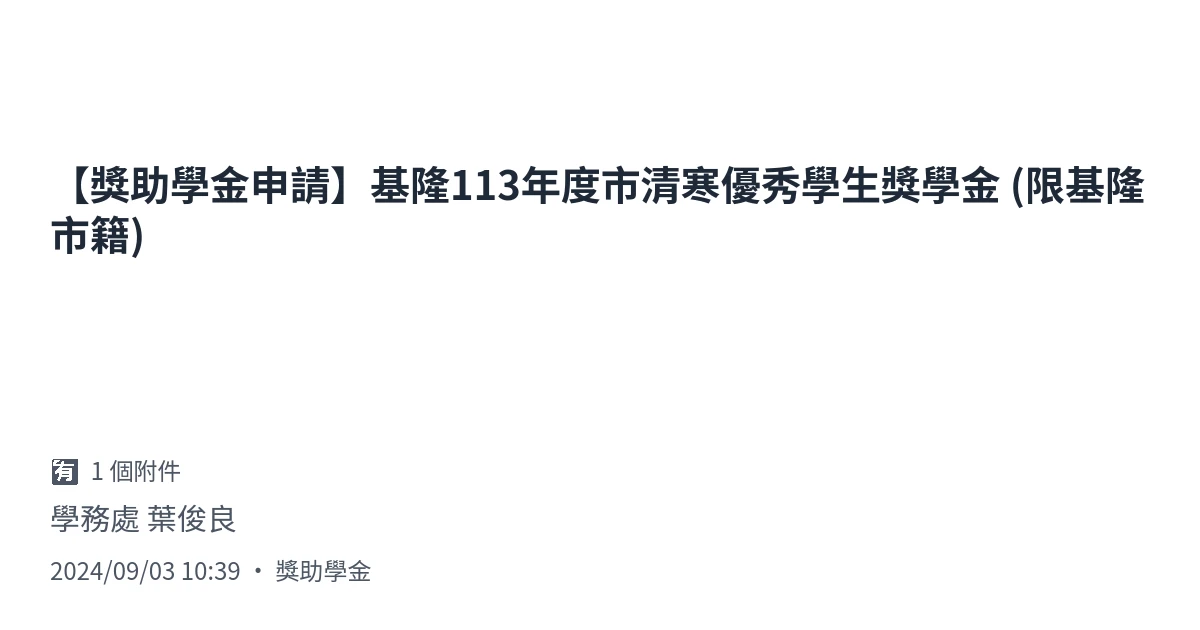 【獎助學金申請】基隆113年度市清寒優秀學生獎學金 (限基隆
市籍)
有 1 個附件
學務處 葉俊良
2024/09/03 10:39 • 獎助學金